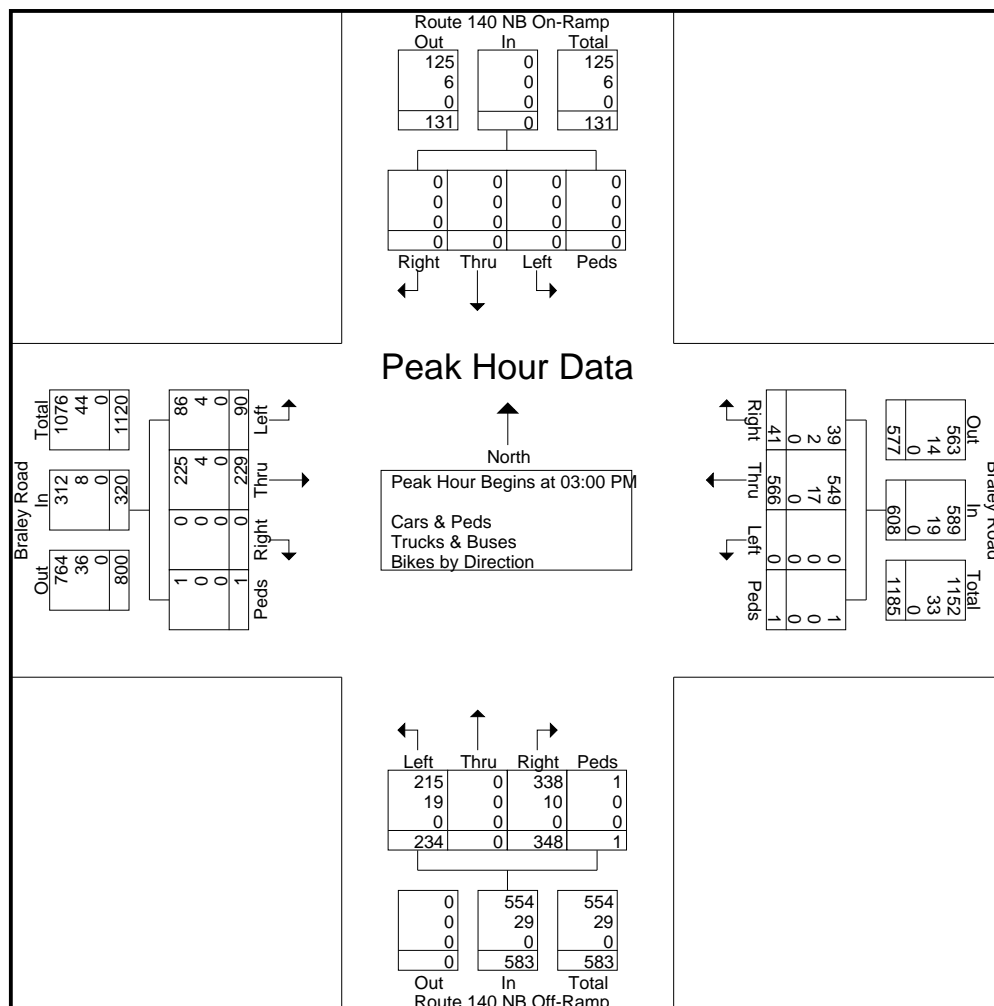 Route 140 NB On-Ramp
Out In Total
125 0 125
6 0 6
0 0 0
131 0 131
0 0 0 0
0 0 0 0
0 0 0 0
0 0 0 0
Right Thru Left Peds
Peak Hour Data
North
Peak Hour Begins at 03:00 PM
Cars & Peds
Trucks & Buses
Bikes by Direction
Braley Road
Total In Out
1076 312 764
44 8 36
0 0 0
1120 320 800
Left Thru Right Peds
86 225 0 1
4 4 0 0
0 0 0 0
90 229 0 1
Right Thru Left Peds
39 549 0 1
2 17 0 0
0 0 0 0
41 566 0 1
Braley Road
Out In Total
563 589 1152
14 19 33
0 0 0
577 608 1185
Left Thru Right Peds
215 0 338 1
19 0 10 0
0 0 0 0
234 0 348 1
0 554 554
0 29 29
0 0 0
0 583 583
Out In Total
Route 140 NB Off-Ramp